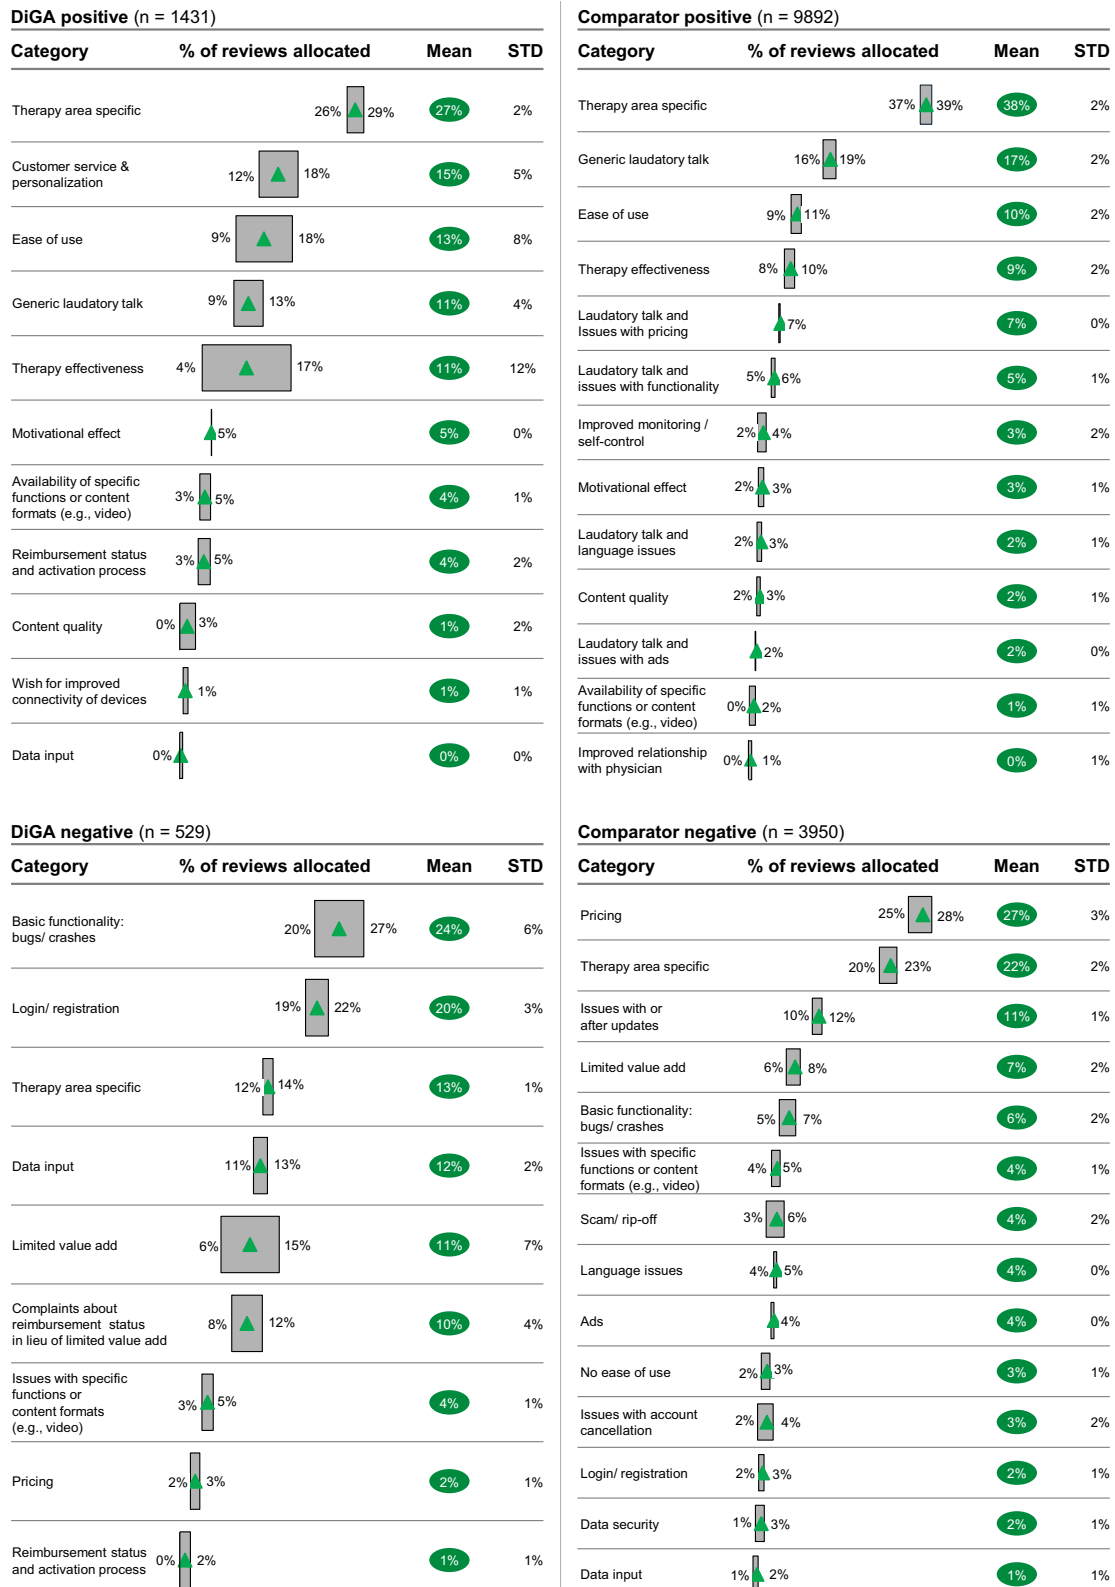 DiGA positive (n = 1431)
Category % of reviews allocated Mean STD
Therapy area specific 26% 29% 27% 2%
Customer service &
personalization 12% 18% 15% 5%
Ease of use 9% 18% 13% 8%
Generic laudatory talk 9% 13% 11% 4%
Therapy effectiveness 4% 17% 11% 12%
Motivational effect 5% 5% 0%
Availability of specific
functions or content 3% 5% 4% 1%
formats (e.g., video)
Reimbursement status
and activation process 3% 5% 4% 2%
Content quality 0% 3% 1% 2%
Wish for improved
connectivity of devices 1% 1% 1%
Data input 0% 0% 0%
Comparator positive (n = 9892)
Category % of reviews allocated Mean STD
Therapy area specific 37% 39% 38% 2%
Generic laudatory talk 16% 19% 17% 2%
Ease of use 9% 11% 10% 2%
Therapy effectiveness 8% 10% 9% 2%
Laudatory talk and
Issues with pricing 7% 7% 0%
Laudatory talk and
issues with functionality 5% 6% 5% 1%
Improved monitoring /
self-control 2% 4% 3% 2%
Motivational effect 2% 3% 3% 1%
Laudatory talk and
language issues 2% 3% 2% 1%
Content quality 2% 3% 2% 1%
Laudatory talk and
issues with ads 2% 2% 0%
Availability of specific
functions or content 0% 2% 1% 1%
formats (e.g., video)
Improved relationship
with physician 0% 1% 0% 1%
DiGA negative (n = 529)
Category % of reviews allocated Mean STD
Basic functionality:
bugs/ crashes 20% 27% 24% 6%
Login/ registration 19% 22% 20% 3%
Therapy area specific 12% 14% 13% 1%
Data input 11% 13% 12% 2%
Limited value add 6% 15% 11% 7%
Complaints about
reimbursement status 8% 12% 10% 4%
in lieu of limited value add
Issues with specific
functions or
content formats 3% 5% 4% 1%
(e.g., video)
Pricing 2% 3% 2% 1%
Reimbursement status
and activation process 0% 2% 1% 1%
Comparator negative (n = 3950)
Category % of reviews allocated Mean STD
Pricing 25% 28% 27% 3%
Therapy area specific 20% 23% 22% 2%
Issues with or
after updates 10% 12% 11% 1%
Limited value add 6% 8% 7% 2%
Basic functionality:
bugs/ crashes 5% 7% 6% 2%
Issues with specific
functions or content 4% 5% 4% 1%
formats (e.g., video)
Scam/ rip-off 3% 6% 4% 2%
Language issues 4% 5% 4% 0%
Ads 4% 4% 0%
No ease of use 2% 3% 3% 1%
Issues with account
cancellation 2% 4% 3% 2%
Login/ registration 2% 3% 2% 1%
Data security 1% 3% 2% 1%
Data input 1% 2% 1% 1%